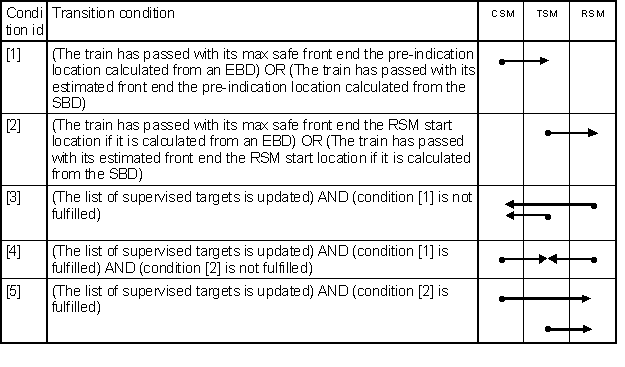 Condi
tion id
Transition condition
CSM
TSM
RSM
[1]
(The train has passed with its max safe front end the pre-indication
location calculated from an EBD) OR (The train has passed with its
estimated front end the pre-indication location calculated from the
SBD)
[2]
(The train has passed with its max safe front end the RSM start
location if it is calculated from an EBD) OR (The train has passed
with its estimated front end the RSM start location if it is calculated
from the SBD)
[3]
(The list of supervised targets is updated) AND (condition [1] is not
fulfilled)
[4]
(The list of supervised targets is updated) AND (condition [1] is
fulfilled) AND (condition [2] is not fulfilled)
[5]
(The list of supervised targets is updated) AND (condition [2] is
fulfilled)